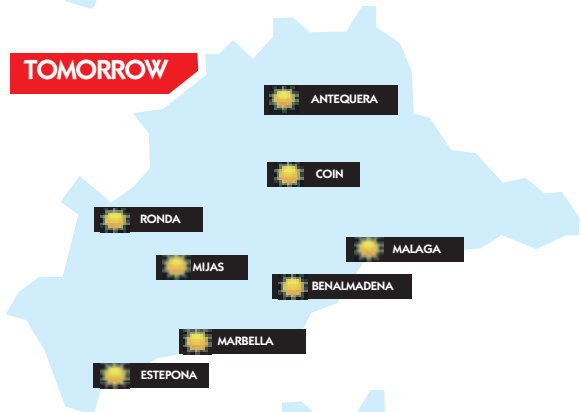 TOMORROW
ANTEQUERA
COIN
RONDA
MALAGA
MIJAS
BENALMADENA
MARBELLA
ESTEPONA